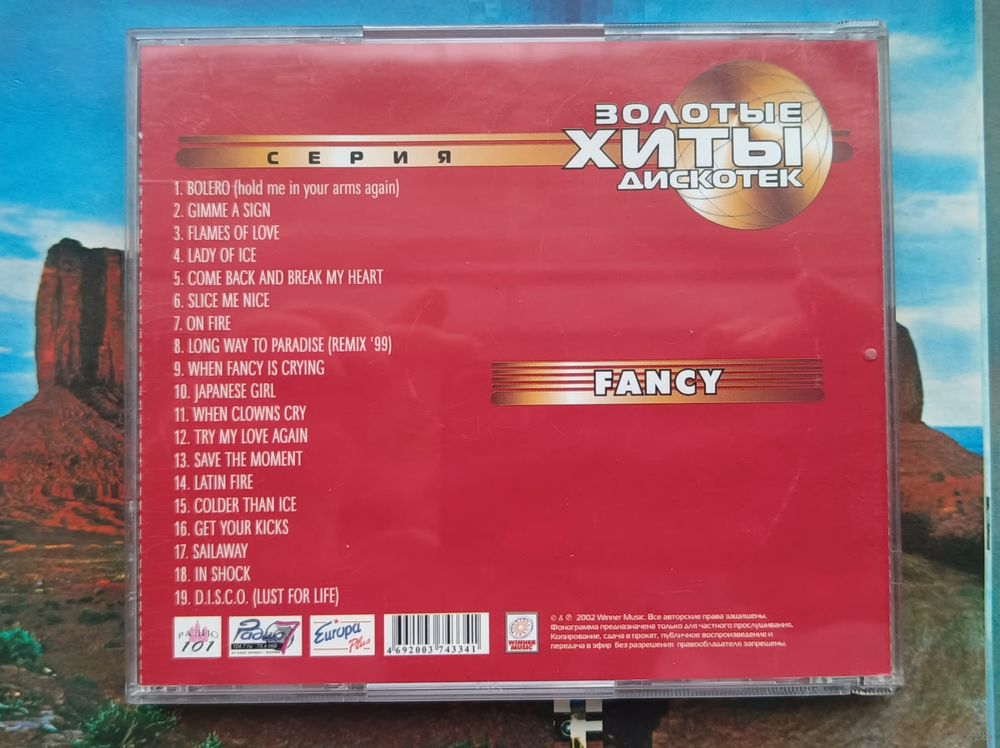 ЗОЛОТЫЕ
ХИТЫ
ДИСКОТЕК
СЕРИЯ
1. BOLERO (hold me in your arms again)
2. GIMME A SIGN
3. FLAMES OF LOVE
4. LADY OF ICE
5. COME BACK AND BREAK MY HEART
6. SLICE ME NICE
7. ON FIRE
8. LONG WAY TO PARADISE (REMIX '99)
9. WHEN FANCY IS CRYING
10. JAPANESE GIRL
11. WHEN CLOWNS CRY
12. TRY MY LOVE AGAIN
13. SAVE THE MOMENT
14. LATIN FIRE
15. COLDER THAN ICE
16. GET YOUR KICKS
17. SAILAWAY
18. IN SHOCK
19. D.I.S.C.O. (LUST FOR LIFE)
FANCY
РАДИО
101
Радио 7
Europa
Plus
4 692003 743341
WINNER
MUSIC
© & ℗ 2002 Winner Music. Все авторские права защищены.
Фонограмма предназначена только для частного прослушивания.
Копирование, сдача в прокат, публичное воспроизведение и
передача в эфир без разрешения правообладателя запрещены.